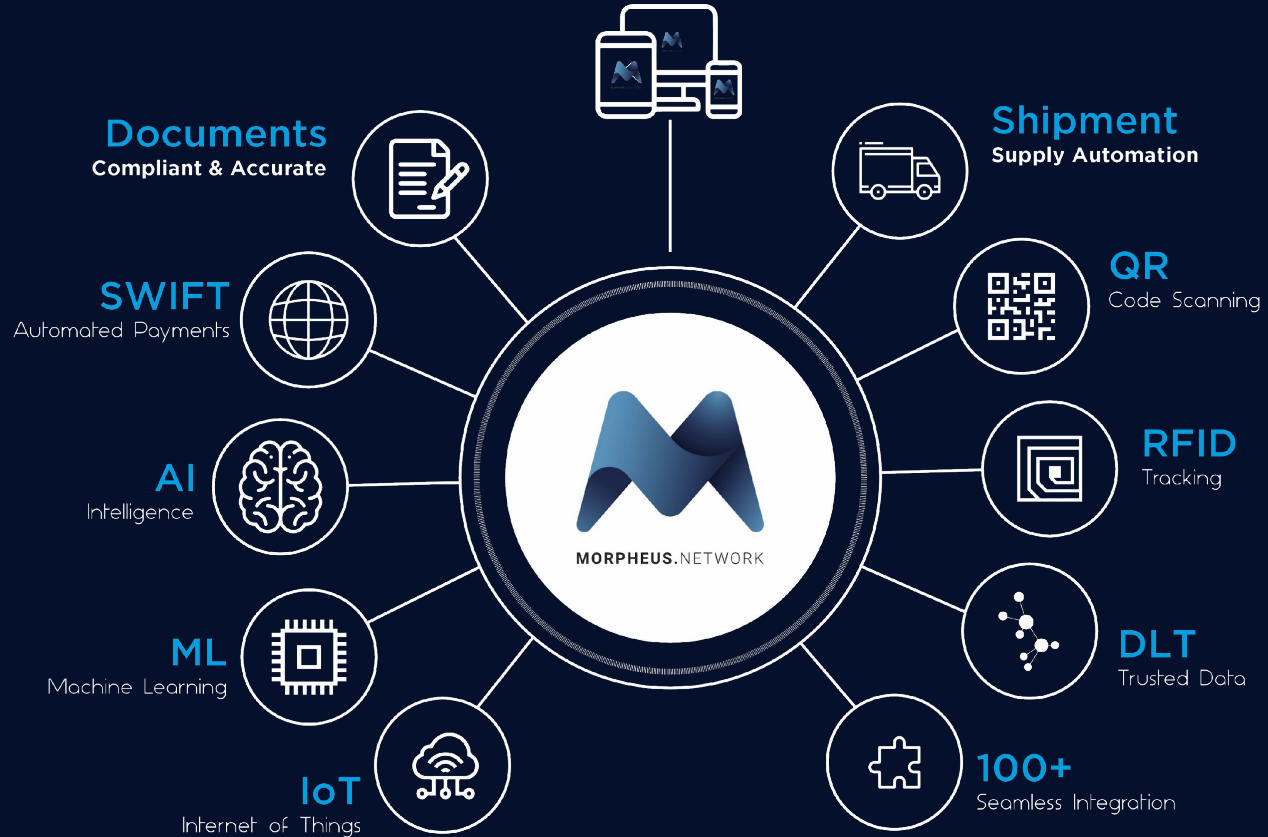 Documents
Compliant & Accurate
SWIFT
Automated Payments
AI
Intelligence
ML
Machine Learning
IoT
Internet of Things
MORPHEUS.NETWORK
Shipment
Supply Automation
QR
Code Scanning
RFID
Tracking
DLT
Trusted Data
100+
Seamless Integration